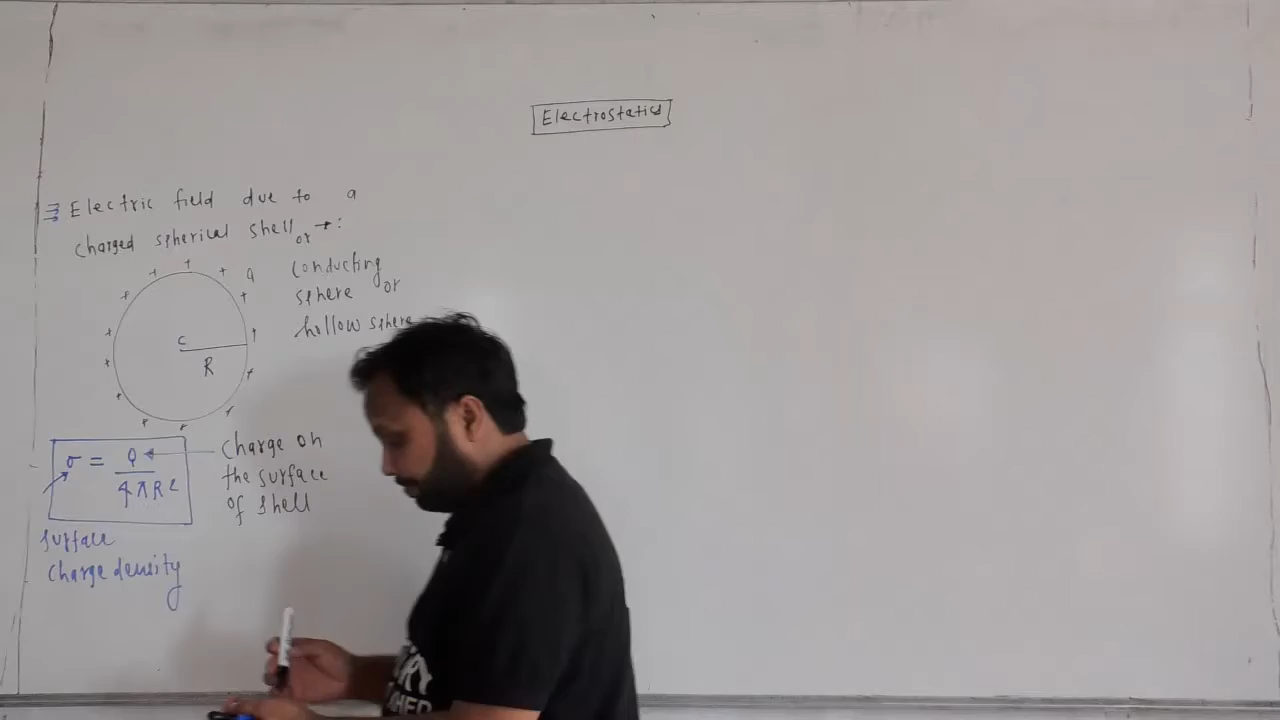 Electrostatics
Electric field due to a
charged spherical shell or →:
conducting
sphere or
hollow sphere
Q
C
R
σ = Q / 4πR²
charge on
the surface
of shell
surface
charge density